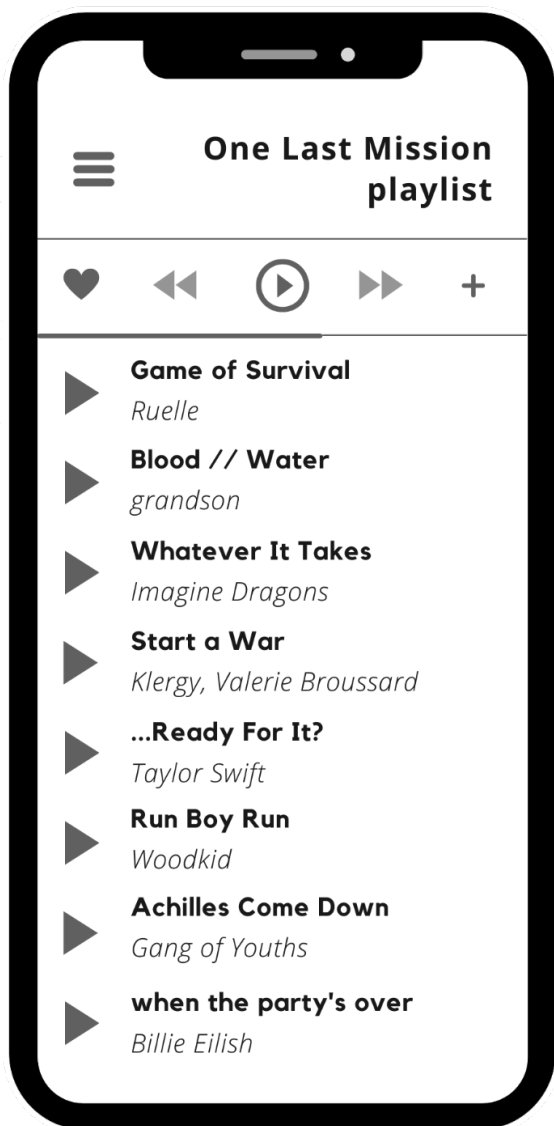 One Last Mission
playlist
Game of Survival
Ruelle
Blood // Water
grandson
Whatever It Takes
Imagine Dragons
Start a War
Klergy, Valerie Broussard
...Ready For It?
Taylor Swift
Run Boy Run
Woodkid
Achilles Come Down
Gang of Youths
when the party's over
Billie Eilish